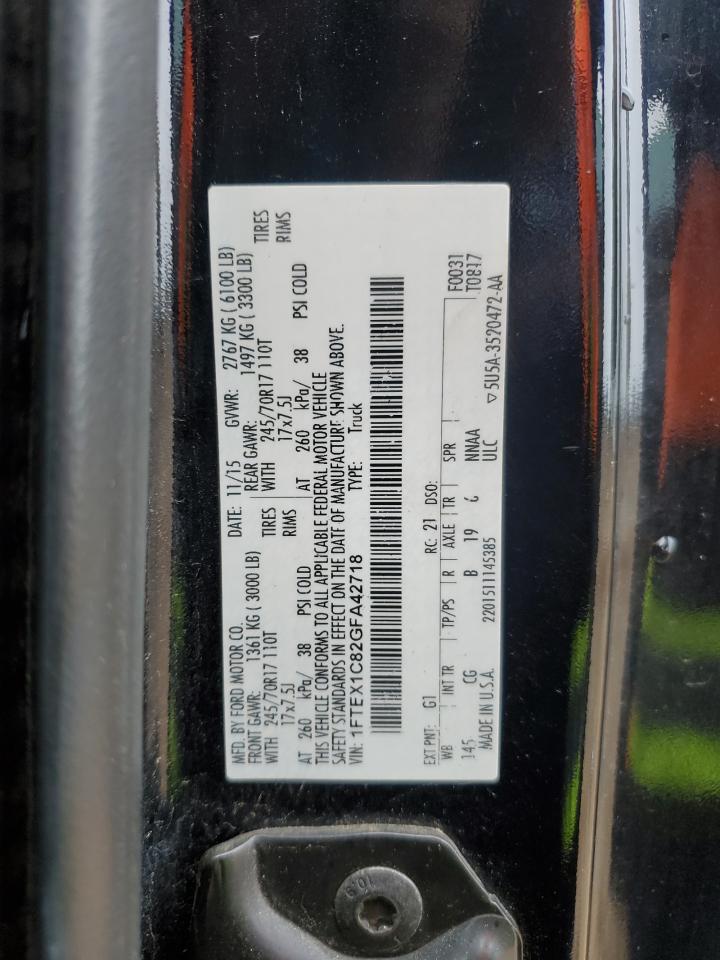 MFD. BY FORD MOTOR CO.
DATE: 11/15 GVWR: 2767 KG ( 6100 LB)
FRONT GAWR: 1361 KG ( 3000 LB) REAR GAWR: 1497 KG ( 3300 LB)
WITH 245/70R17 110T TIRES WITH 245/70R17 110T TIRES
17x7.5J RIMS 17x7.5J RIMS
AT 260 kPa/ 38 PSI COLD AT 260 kPa/ 38 PSI COLD
THIS VEHICLE CONFORMS TO ALL APPLICABLE FEDERAL MOTOR VEHICLE
SAFETY STANDARDS IN EFFECT ON THE DATE OF MANUFACTURE SHOWN ABOVE.
VIN: 1FTEX1C82GFA42718 TYPE: Truck
F0031
EXT PNT: G1 RC: 21 DSO: T0817
WB INT TR TP/PS R AXLE TR SPR
145 CG B 19 6 NNAA
MADE IN U.S.A. 2201511145385 ULC
▽5U5A-3520472-AA
10.9